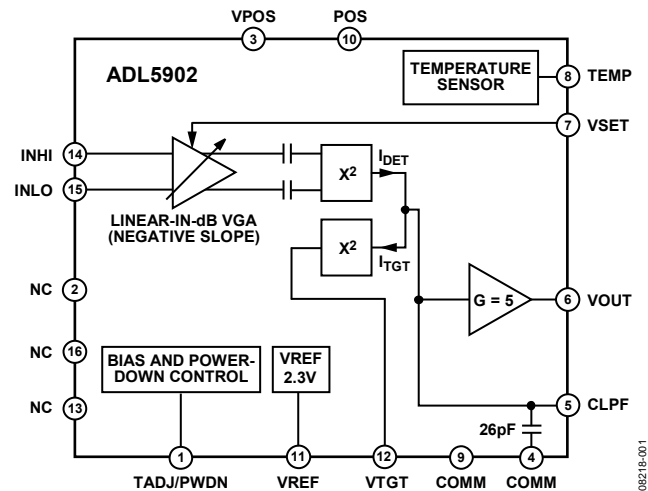 VPOS
POS
3
10
ADL5902
TEMPERATURE
SENSOR
8
TEMP
7
VSET
INHI
14
INLO
15
X2
IDET
LINEAR-IN-dB VGA
(NEGATIVE SLOPE)
X2
ITGT
NC
2
G = 5
6
VOUT
NC
16
BIAS AND POWER-
DOWN CONTROL
VREF
2.3V
NC
13
5
CLPF
26pF
1
11
12
9
4
TADJ/PWDN
VREF
VTGT
COMM
COMM
08218-001